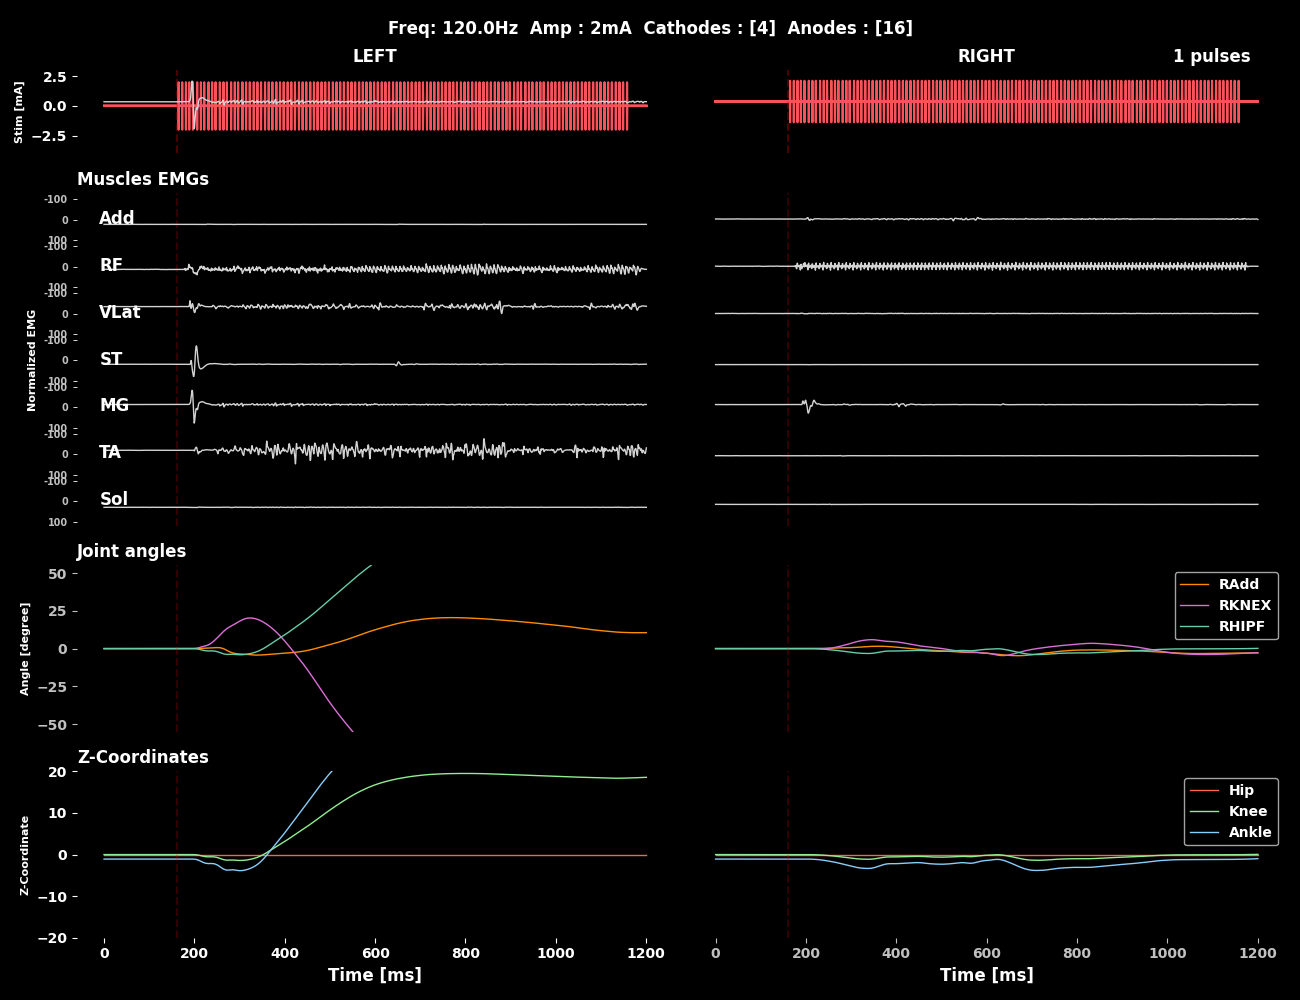 Freq: 120.0Hz  Amp : 2mA  Cathodes : [4]  Anodes : [16]
LEFT
RIGHT
1 pulses
Stim [mA]
2.5
0.0
−2.5
Muscles EMGs
Normalized EMG
Add
-100
0
100
RF
-100
0
100
VLat
-100
0
100
ST
-100
0
100
MG
-100
0
100
TA
-100
0
100
Sol
-100
0
100
Joint angles
Angle [degree]
50
25
0
−25
−50
RAdd
RKNEX
RHIPF
Z-Coordinates
Z-Coordinate
20
10
0
−10
−20
Hip
Knee
Ankle
0 200 400 600 800 1000 1200
0 200 400 600 800 1000 1200
Time [ms]
Time [ms]